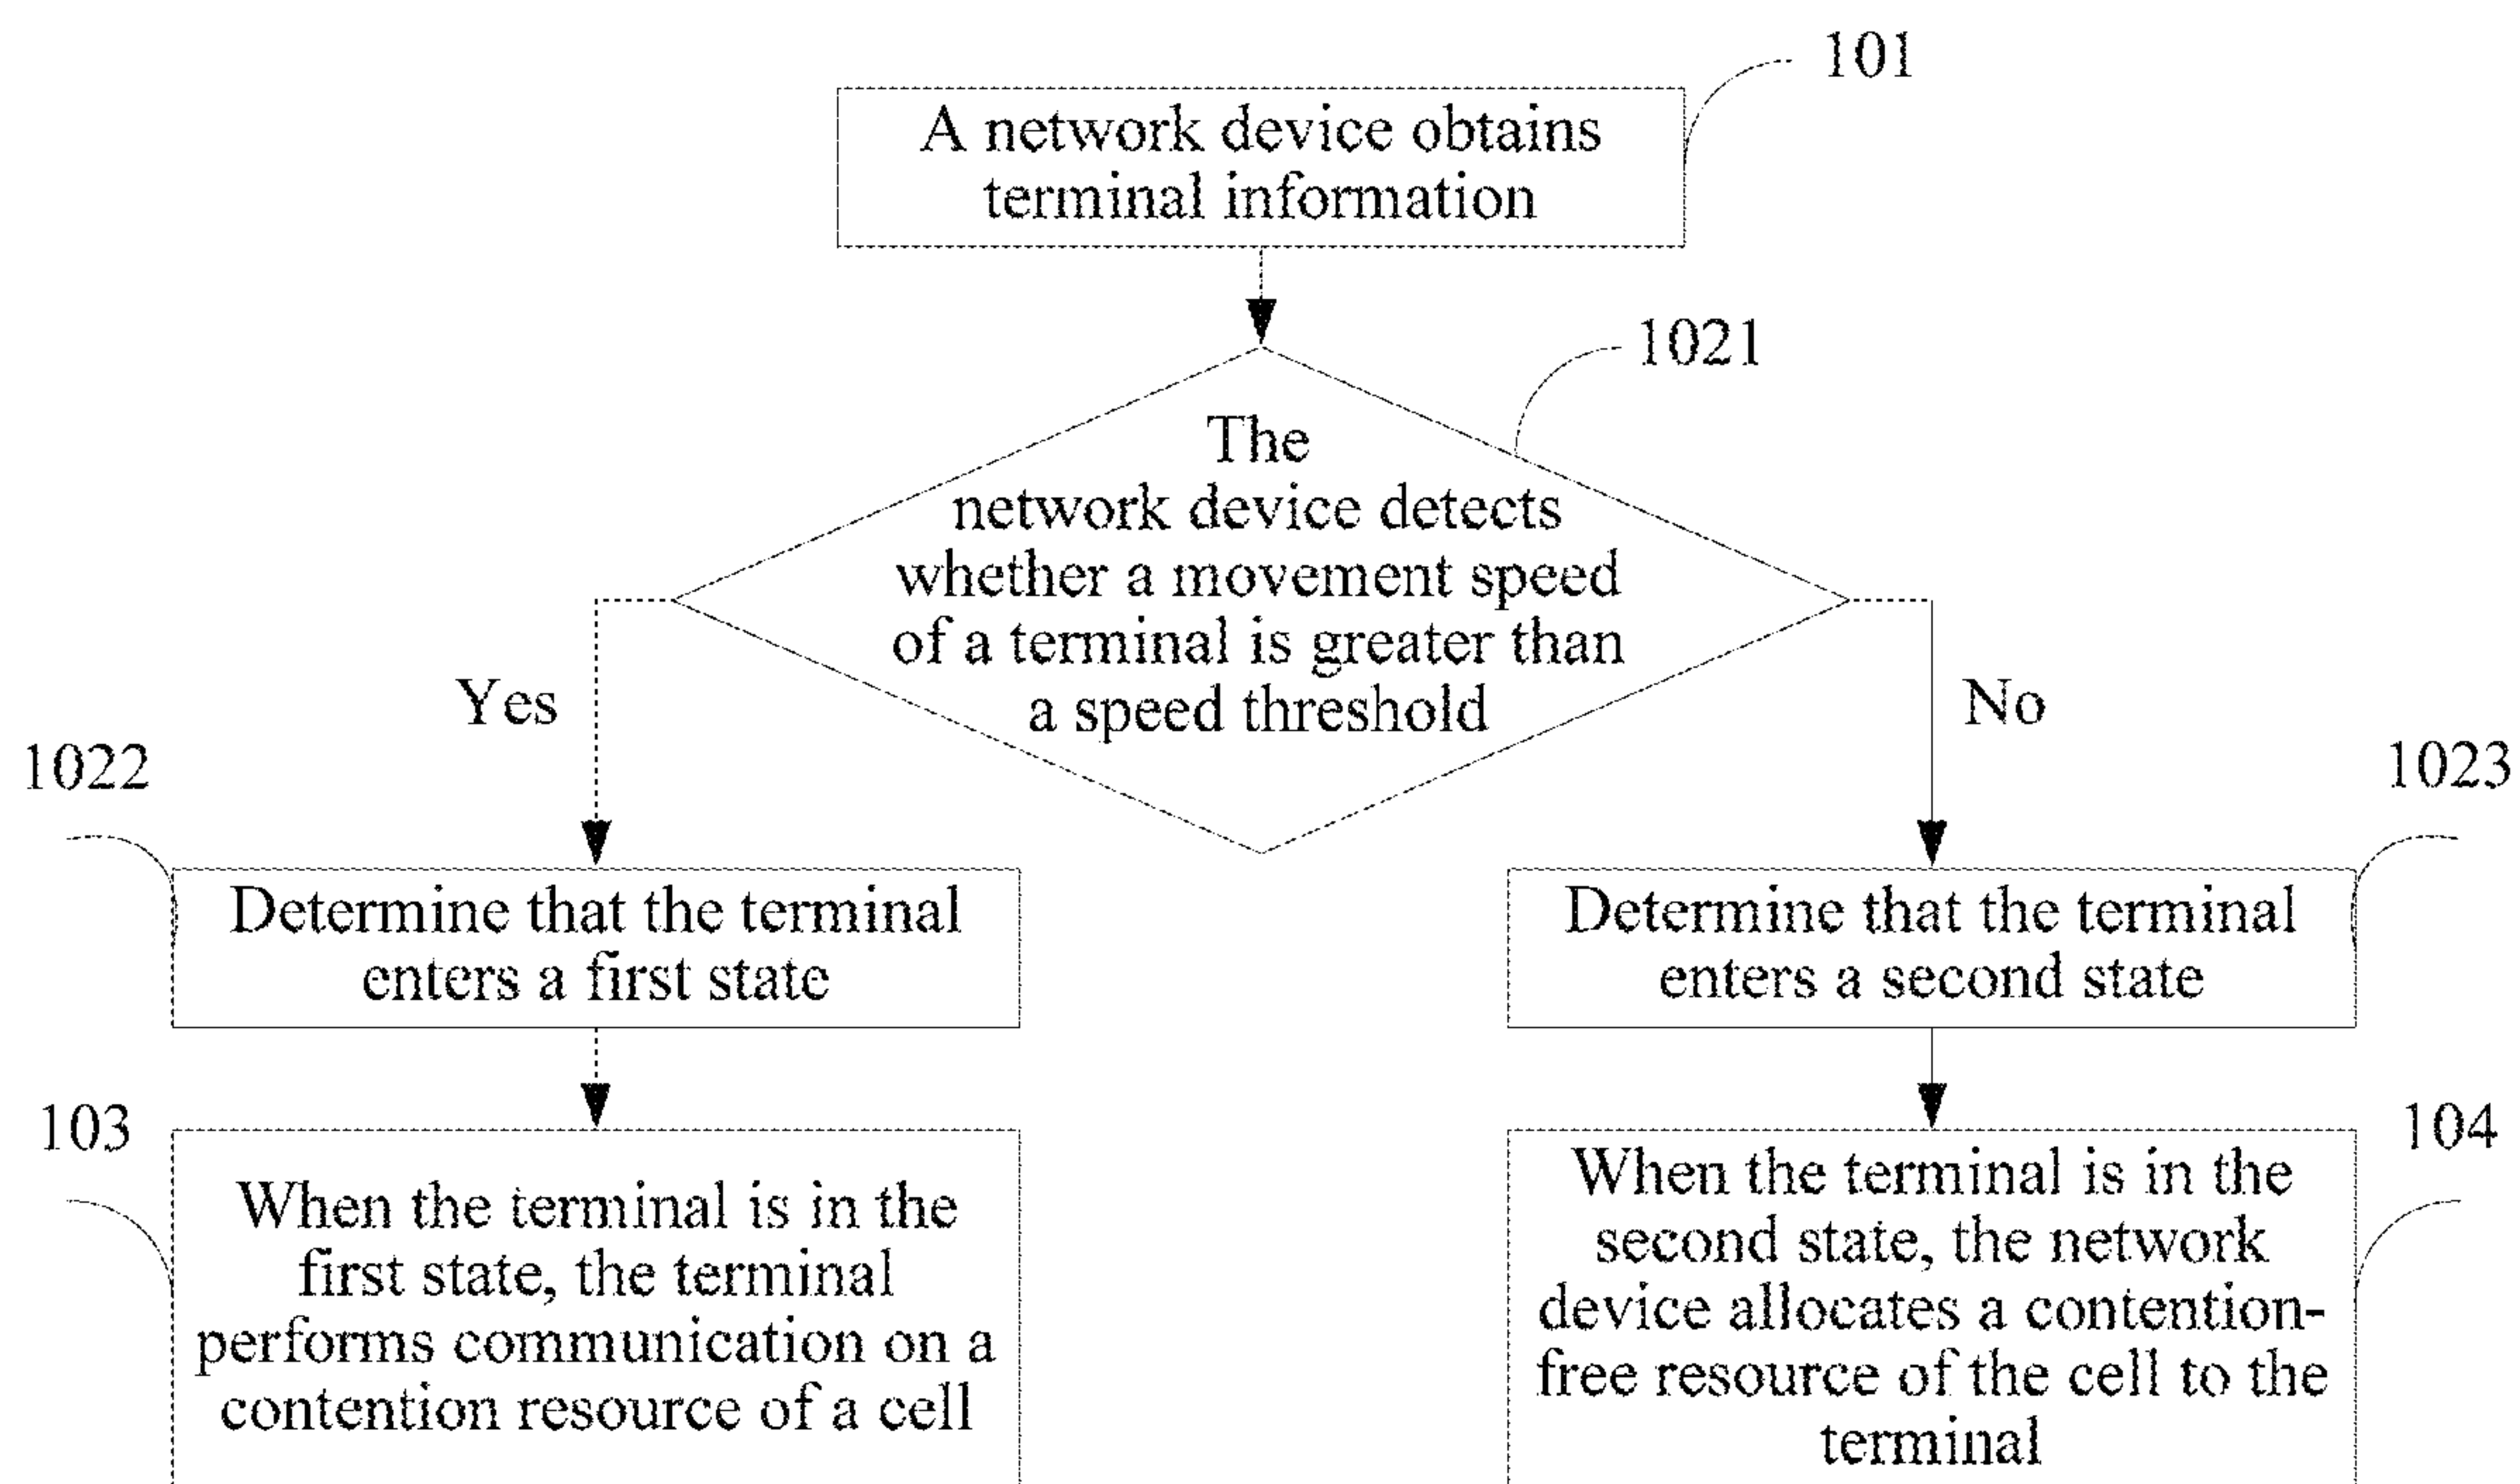 101
A network device obtains
terminal information
1021
The
network device detects
whether a movement speed
of a terminal is greater than
a speed threshold
Yes
No
1022
Determine that the terminal
enters a first state
1023
Determine that the terminal
enters a second state
103
When the terminal is in the
first state, the terminal
performs communication on a
contention resource of a cell
104
When the terminal is in the
second state, the network
device allocates a contention-
free resource of the cell to the
terminal